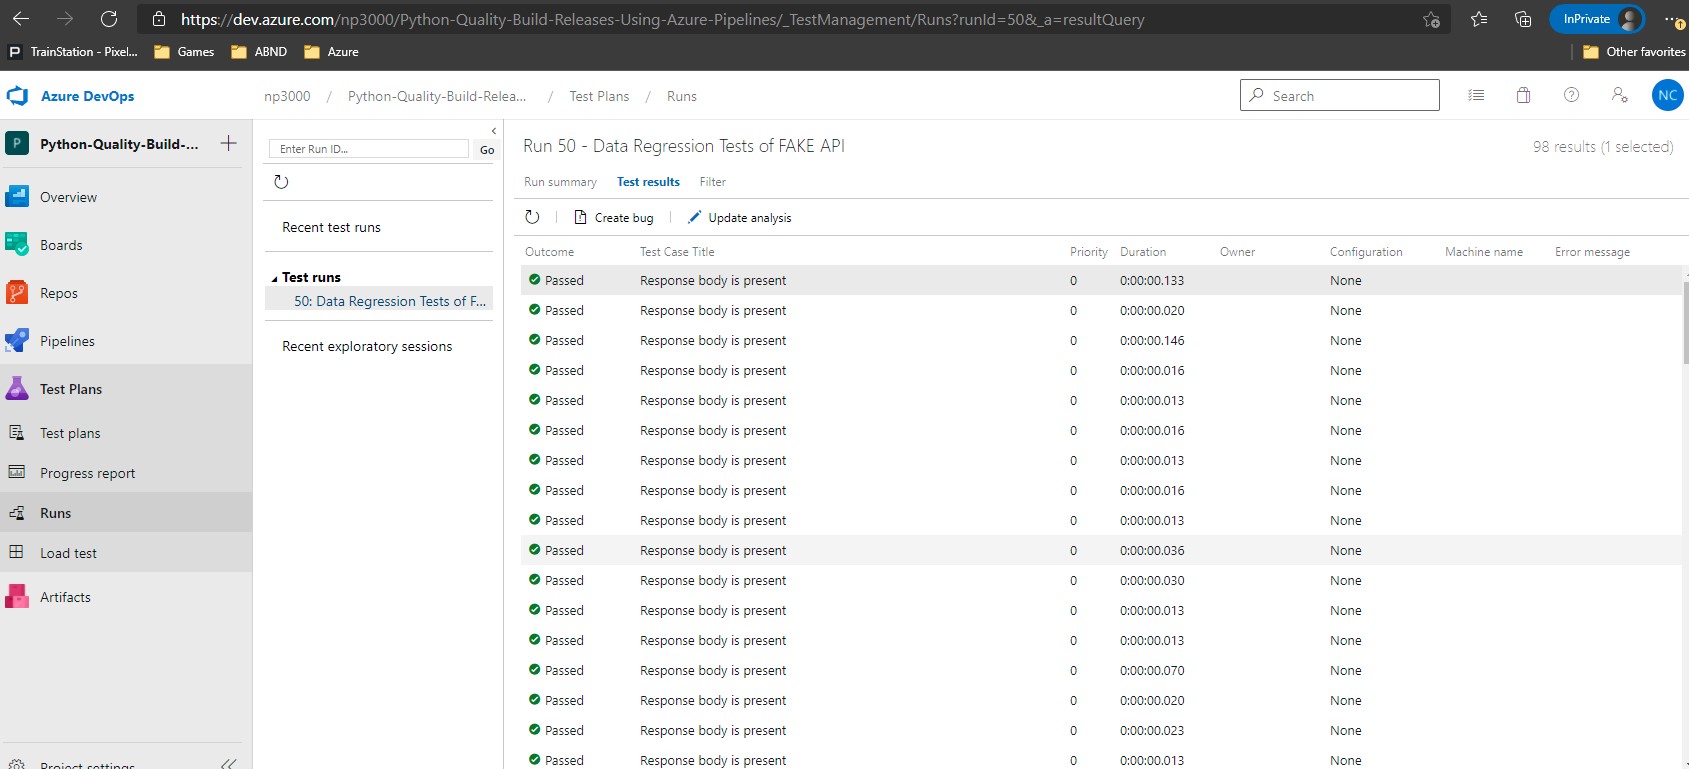 https://dev.azure.com/np3000/Python-Quality-Build-Releases-Using-Azure-Pipelines/_TestManagement/Runs?runId=50&_a=resultQuery
InPrivate
TrainStation - Pixel...
Games
ABND
Azure
Other favorites
Azure DevOps
np3000 / Python-Quality-Build-Relea... / Test Plans / Runs
Search
NC
P Python-Quality-Build-...
Overview
Boards
Repos
Pipelines
Test Plans
Test plans
Progress report
Runs
Load test
Artifacts
Project settings
Enter Run ID... Go
Recent test runs
Test runs
50: Data Regression Tests of F...
Recent exploratory sessions
Run 50 - Data Regression Tests of FAKE API
98 results (1 selected)
Run summary Test results Filter
Create bug Update analysis
Outcome Test Case Title Priority Duration Owner Configuration Machine name Error message
Passed Response body is present 0 0:00:00.133 None
Passed Response body is present 0 0:00:00.020 None
Passed Response body is present 0 0:00:00.146 None
Passed Response body is present 0 0:00:00.016 None
Passed Response body is present 0 0:00:00.013 None
Passed Response body is present 0 0:00:00.016 None
Passed Response body is present 0 0:00:00.013 None
Passed Response body is present 0 0:00:00.016 None
Passed Response body is present 0 0:00:00.013 None
Passed Response body is present 0 0:00:00.036 None
Passed Response body is present 0 0:00:00.030 None
Passed Response body is present 0 0:00:00.013 None
Passed Response body is present 0 0:00:00.013 None
Passed Response body is present 0 0:00:00.070 None
Passed Response body is present 0 0:00:00.020 None
Passed Response body is present 0 0:00:00.023 None
Passed Response body is present 0 0:00:00.013 None